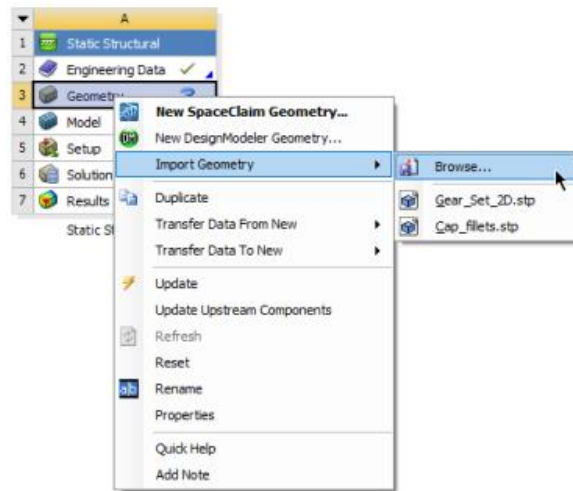 A
1 Static Structural
2 Engineering Data
3 Geometry
4 Model
5 Setup
6 Solution
7 Results
Static
New SpaceClaim Geometry...
DM New DesignModeler Geometry...
Import Geometry
Duplicate
Transfer Data From New
Transfer Data To New
Update
Update Upstream Components
Refresh
Reset
ab Rename
Properties
Quick Help
Add Note
Browse...
Gear_Set_2D.stp
Cap_fillets.stp